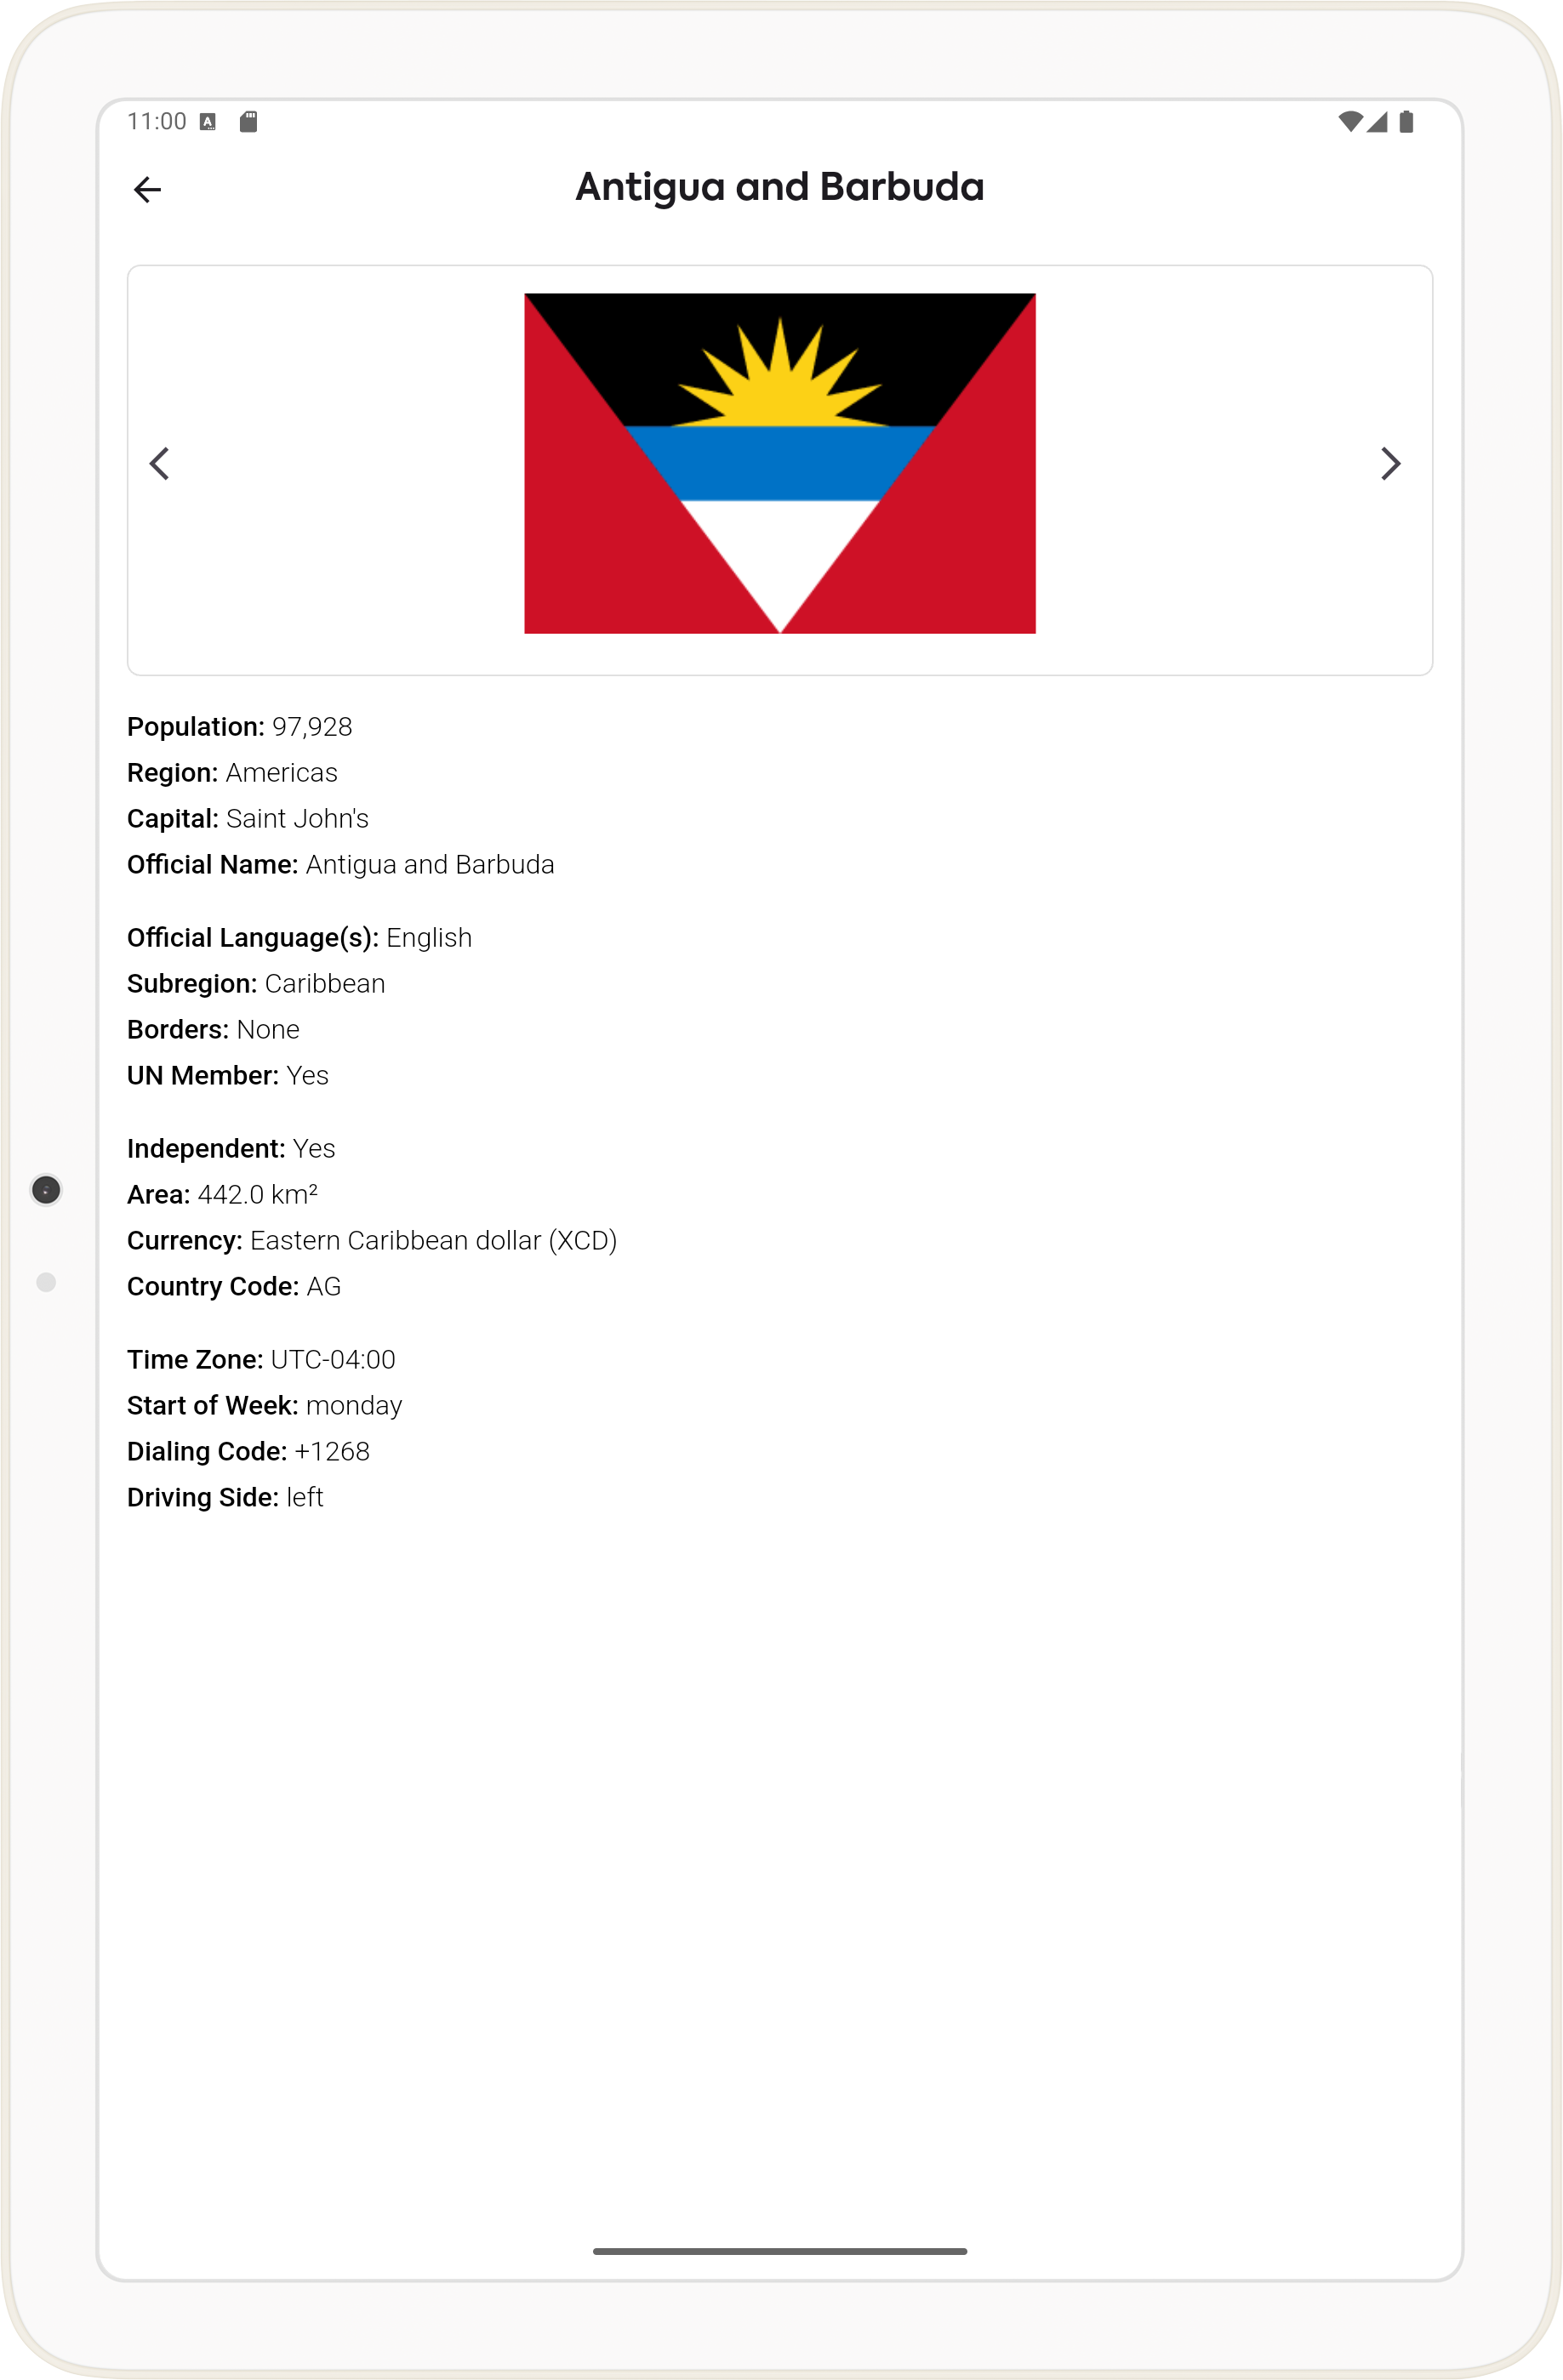 11:00
Antigua and Barbuda
Population: 97,928
Region: Americas
Capital: Saint John's
Official Name: Antigua and Barbuda
Official Language(s): English
Subregion: Caribbean
Borders: None
UN Member: Yes
Independent: Yes
Area: 442.0 km²
Currency: Eastern Caribbean dollar (XCD)
Country Code: AG
Time Zone: UTC-04:00
Start of Week: monday
Dialing Code: +1268
Driving Side: left